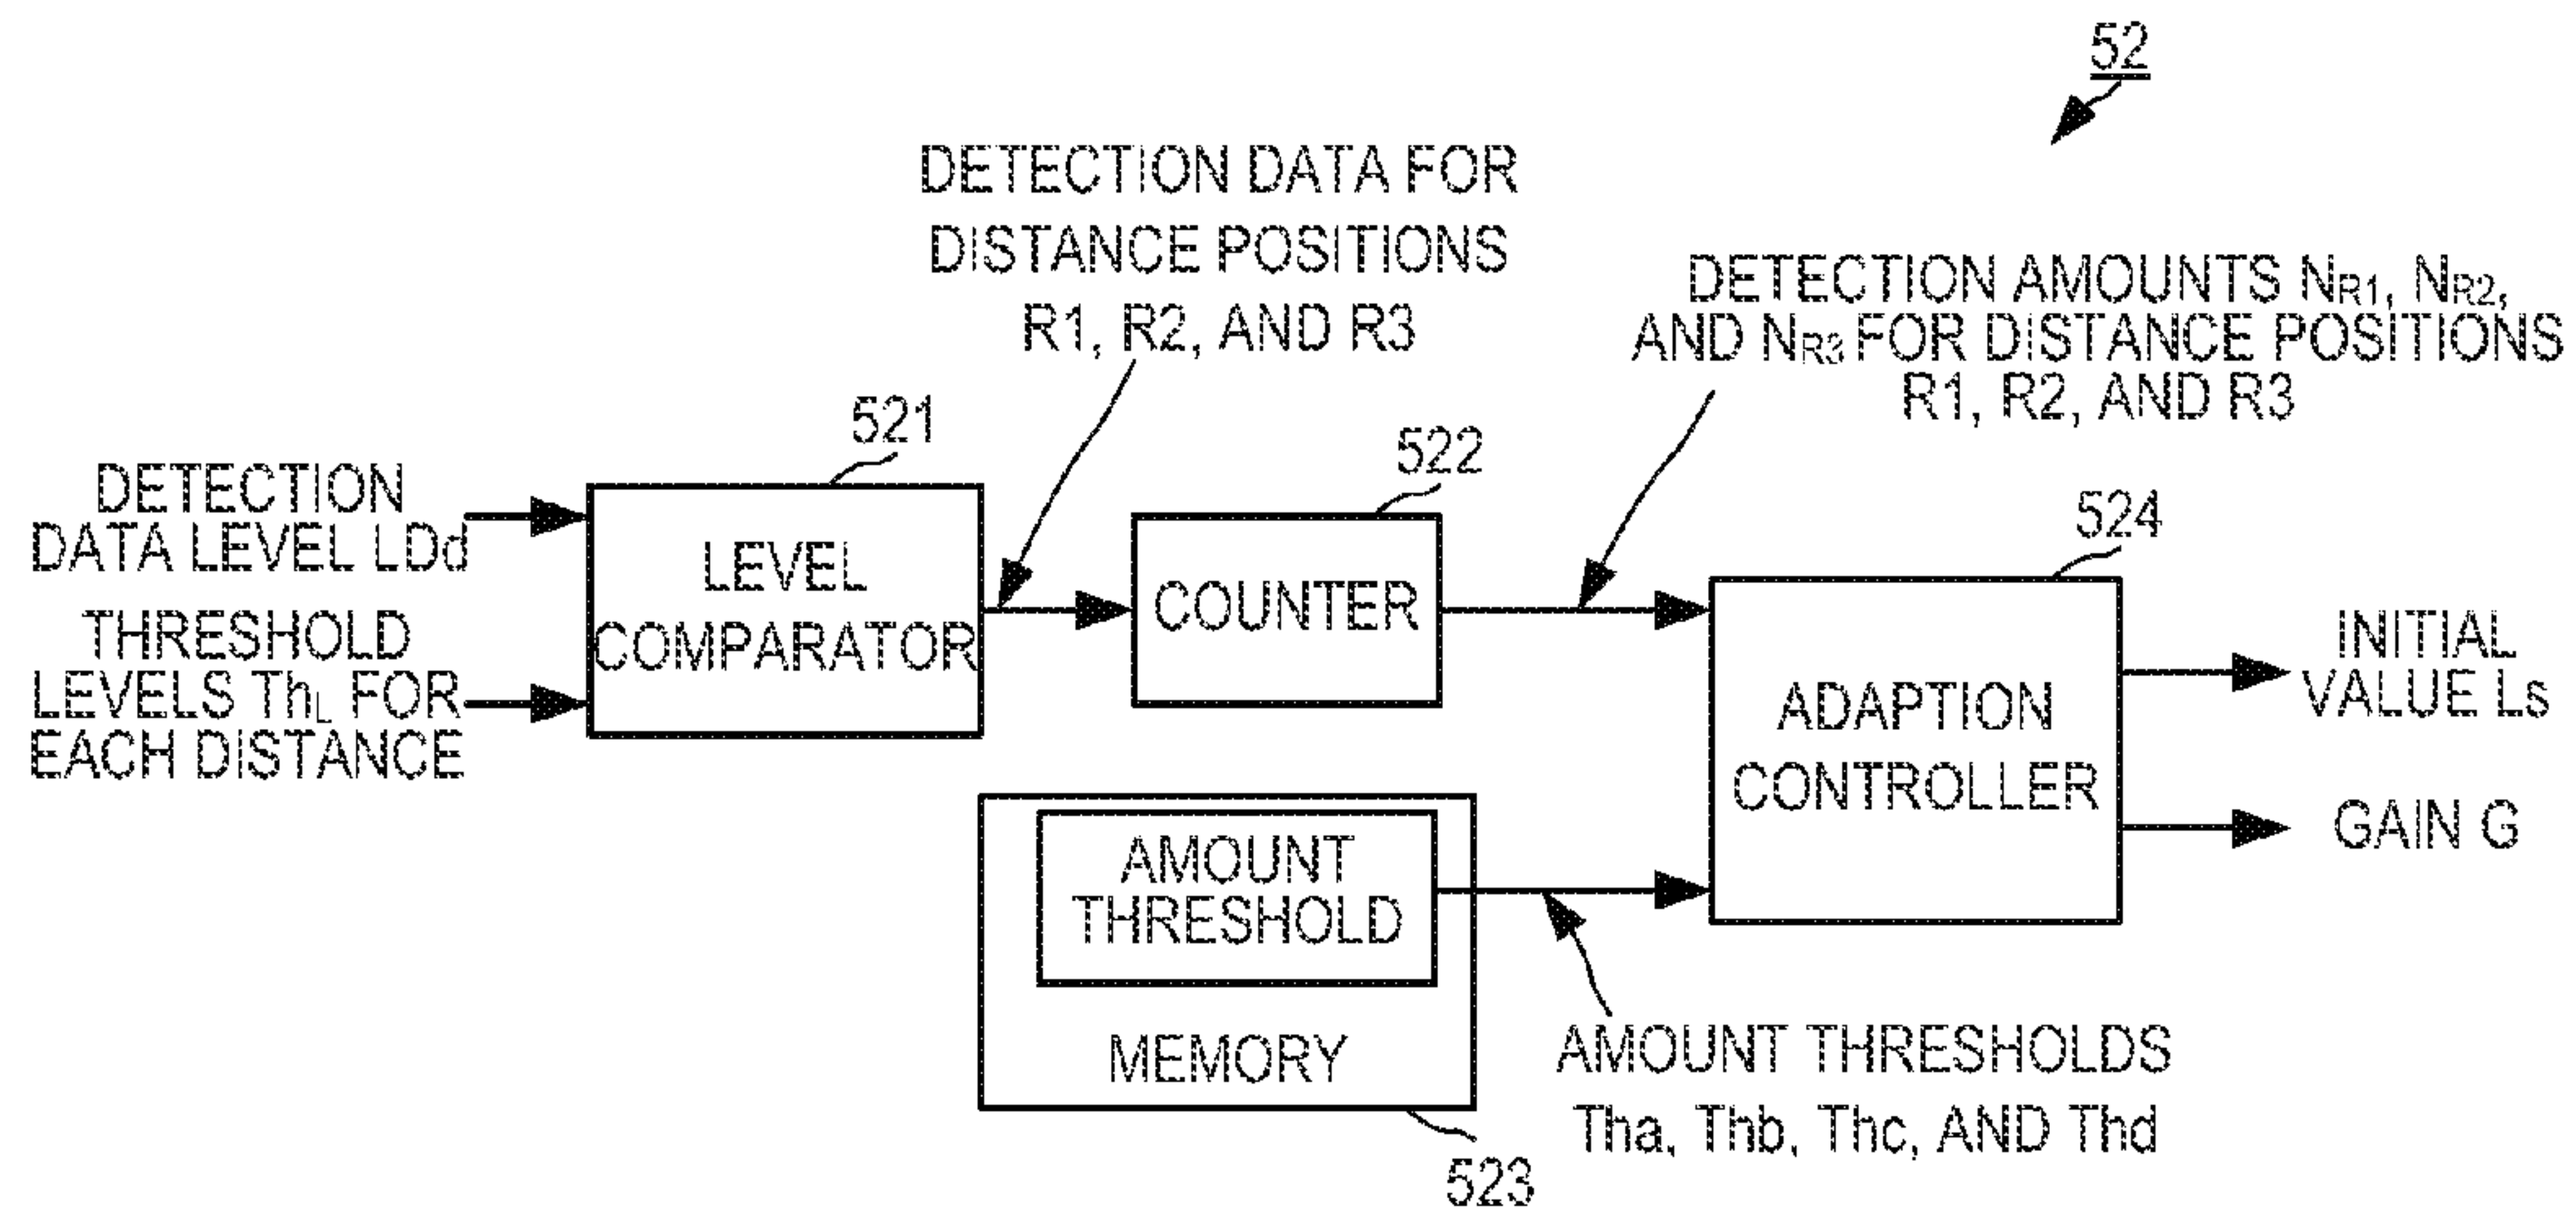 52
DETECTION DATA FOR
DISTANCE POSITIONS
R1, R2, AND R3
DETECTION AMOUNTS NR1, NR2,
AND NR3 FOR DISTANCE POSITIONS
R1, R2, AND R3
521
522
524
DETECTION
DATA LEVEL LDd
THRESHOLD
LEVELS ThL FOR
EACH DISTANCE
LEVEL
COMPARATOR
COUNTER
ADAPTION
CONTROLLER
INITIAL
VALUE Ls
GAIN G
AMOUNT
THRESHOLD
MEMORY
523
AMOUNT THRESHOLDS
Tha, Thb, Thc, AND Thd